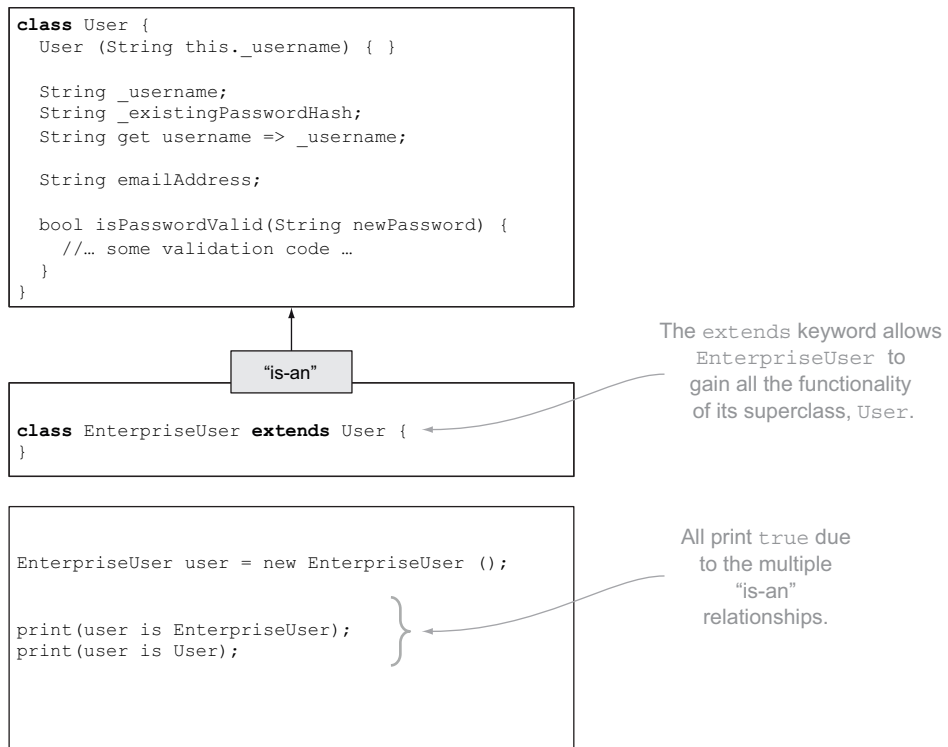 class User {
User (String this._username) { }
String _username;
String _existingPasswordHash;
String get username => _username;
String emailAddress;
bool isPasswordValid(String newPassword) {
//… some validation code …
}
}
“is-an”
class EnterpriseUser extends User {
}
The extends keyword allows
EnterpriseUser to
gain all the functionality
of its superclass, User.
EnterpriseUser user = new EnterpriseUser ();
print(user is EnterpriseUser);
print(user is User);
All print true due
to the multiple
“is-an”
relationships.